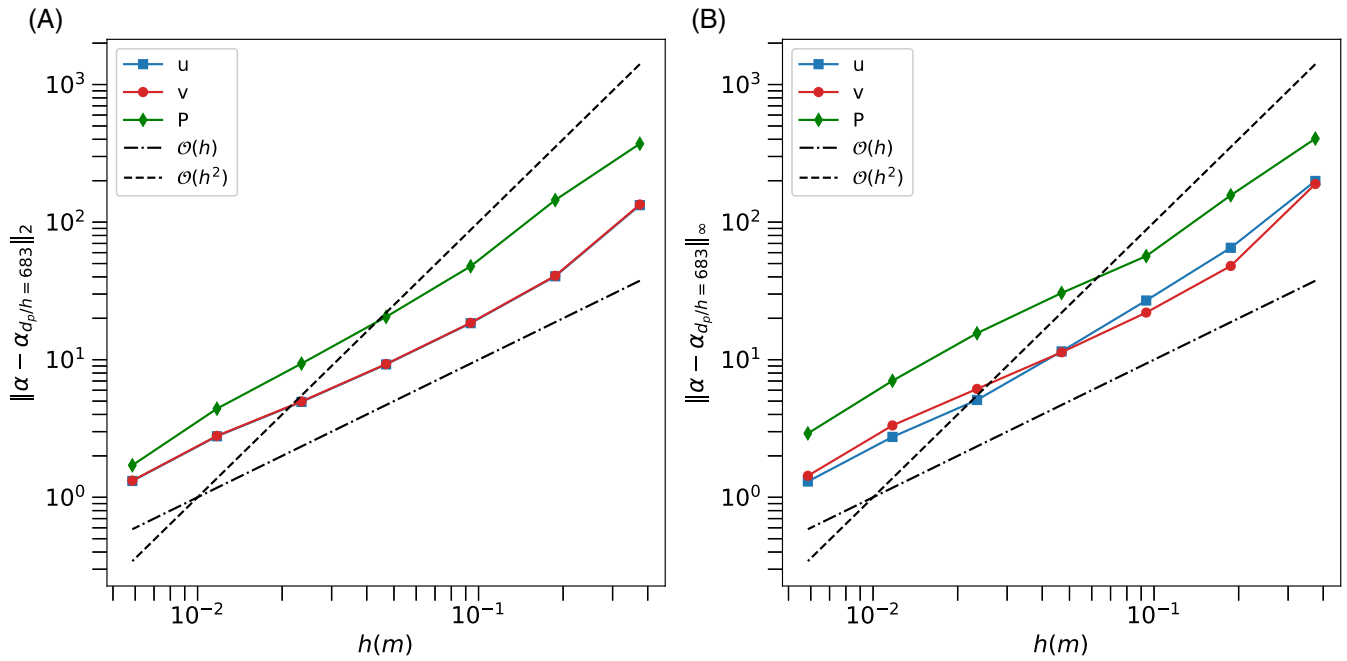 (A)
‖α − α_{d_p/h = 683}‖₂
10³
10²
10¹
10⁰
u
v
P
𝒪(h)
𝒪(h²)
10⁻²
10⁻¹
h(m)
(B)
‖α − α_{d_p/h = 683}‖_∞
10³
10²
10¹
10⁰
u
v
P
𝒪(h)
𝒪(h²)
10⁻²
10⁻¹
h(m)